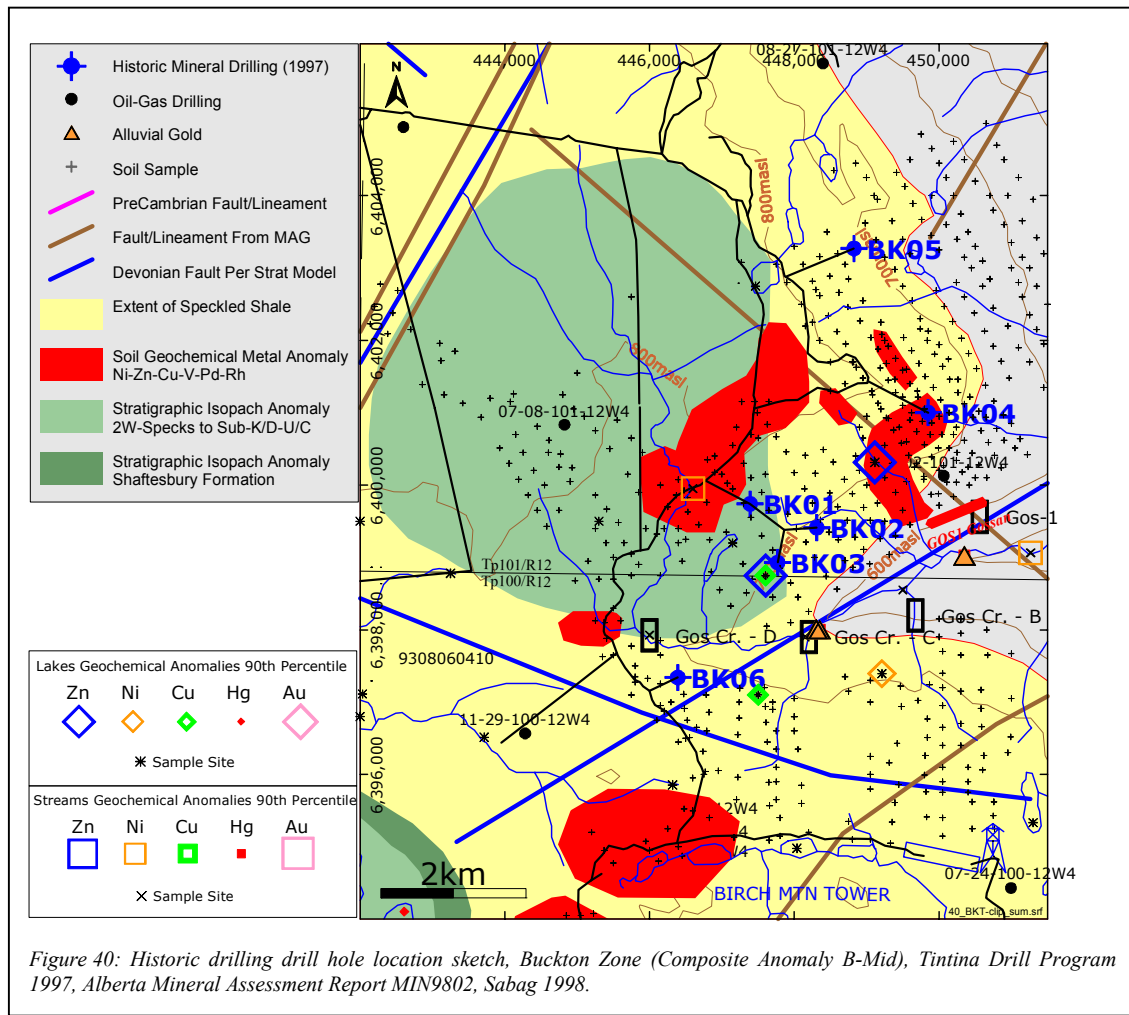 Historic Mineral Drilling (1997)
Oil-Gas Drilling
Alluvial Gold
Soil Sample
PreCambrian Fault/Lineament
Fault/Lineament From MAG
Devonian Fault Per Strat Model
Extent of Speckled Shale
Soil Geochemical Metal Anomaly
Ni-Zn-Cu-V-Pd-Rh
Stratigraphic Isopach Anomaly
2W-Specks to Sub-K/D-U/C
Stratigraphic Isopach Anomaly
Shaftesbury Formation
Lakes Geochemical Anomalies 90th Percentile
Zn Ni Cu Hg Au
Sample Site
Streams Geochemical Anomalies 90th Percentile
Zn Ni Cu Hg Au
Sample Site
N
08-27-101-12W4
444,000 446,000 448,000 450,000
6,404,000
800masl
BK05
6,402,000
800masl
07-08-101-12W4
BK04
2-101-12W4
6,400,000
BK01
BK02
Gos-1
BK03
600masl
Tp101/R12
Tp100/R12
6,398,000
Gos Cr. - D
Gos Cr. - C
Gos Cr. - B
9308060410
BK06
11-29-100-12W4
6,396,000
12W4
2km
BIRCH MTN TOWER
07-24-100-12W4
40_BKT-clip_sum.srf
Figure 40: Historic drilling drill hole location sketch, Buckton Zone (Composite Anomaly B-Mid), Tintina Drill Program
1997, Alberta Mineral Assessment Report MIN9802, Sabag 1998.